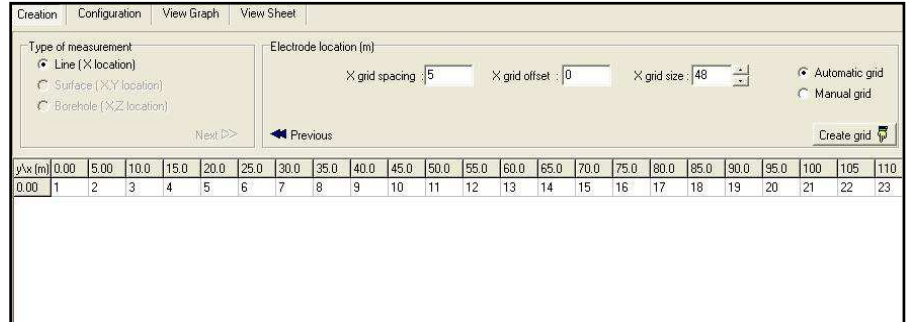 Creation Configuration View Graph View Sheet
Type of measurement
Line ( X location)
Surface ( X,Y location)
Borehole ( X,Z location)
Next >>
Electrode location (m)
X grid spacing : 5 X grid offset : 0 X grid size : 48
Automatic grid
Manual grid
Previous
Create grid
y\x (m) 0.00 5.00 10.0 15.0 20.0 25.0 30.0 35.0 40.0 45.0 50.0 55.0 60.0 65.0 70.0 75.0 80.0 85.0 90.0 95.0 100 105 110
0.00 1 2 3 4 5 6 7 8 9 10 11 12 13 14 15 16 17 18 19 20 21 22 23